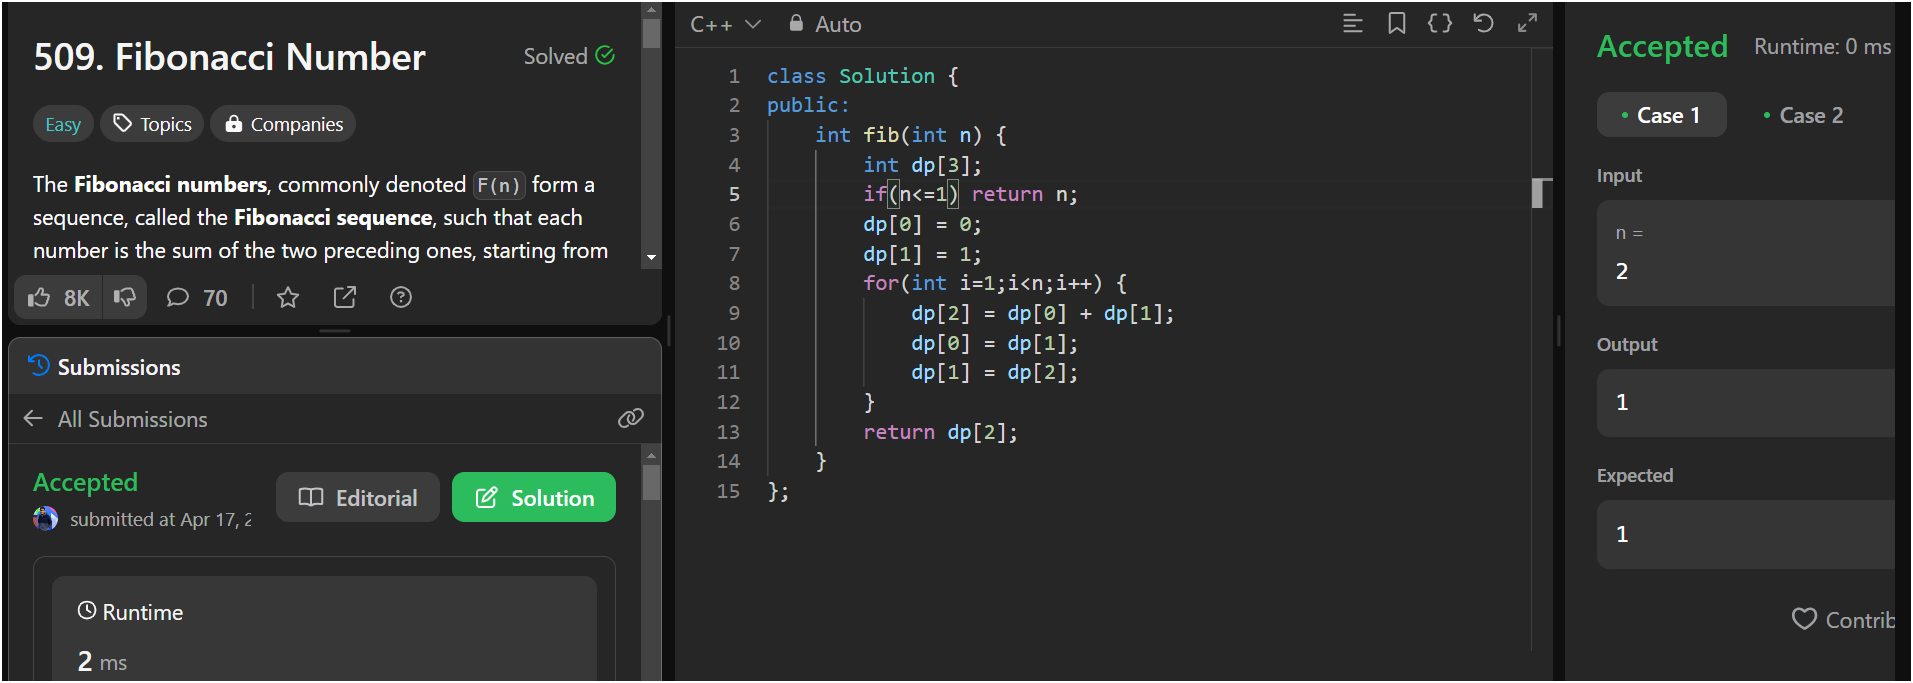 509. Fibonacci Number
Solved
Easy
Topics
Companies
The Fibonacci numbers, commonly denoted F(n) form a
sequence, called the Fibonacci sequence, such that each
number is the sum of the two preceding ones, starting from
8K
70
Submissions
All Submissions
Accepted
submitted at Apr 17,
Editorial
Solution
Runtime
2 ms
C++
Auto
1 class Solution {
2 public:
3     int fib(int n) {
4         int dp[3];
5         if(n<=1) return n;
6         dp[0] = 0;
7         dp[1] = 1;
8         for(int i=1;i<n;i++) {
9             dp[2] = dp[0] + dp[1];
10             dp[0] = dp[1];
11             dp[1] = dp[2];
12         }
13         return dp[2];
14     }
15 };
Accepted
Runtime: 0 ms
• Case 1
• Case 2
Input
n =
2
Output
1
Expected
1
Contrib